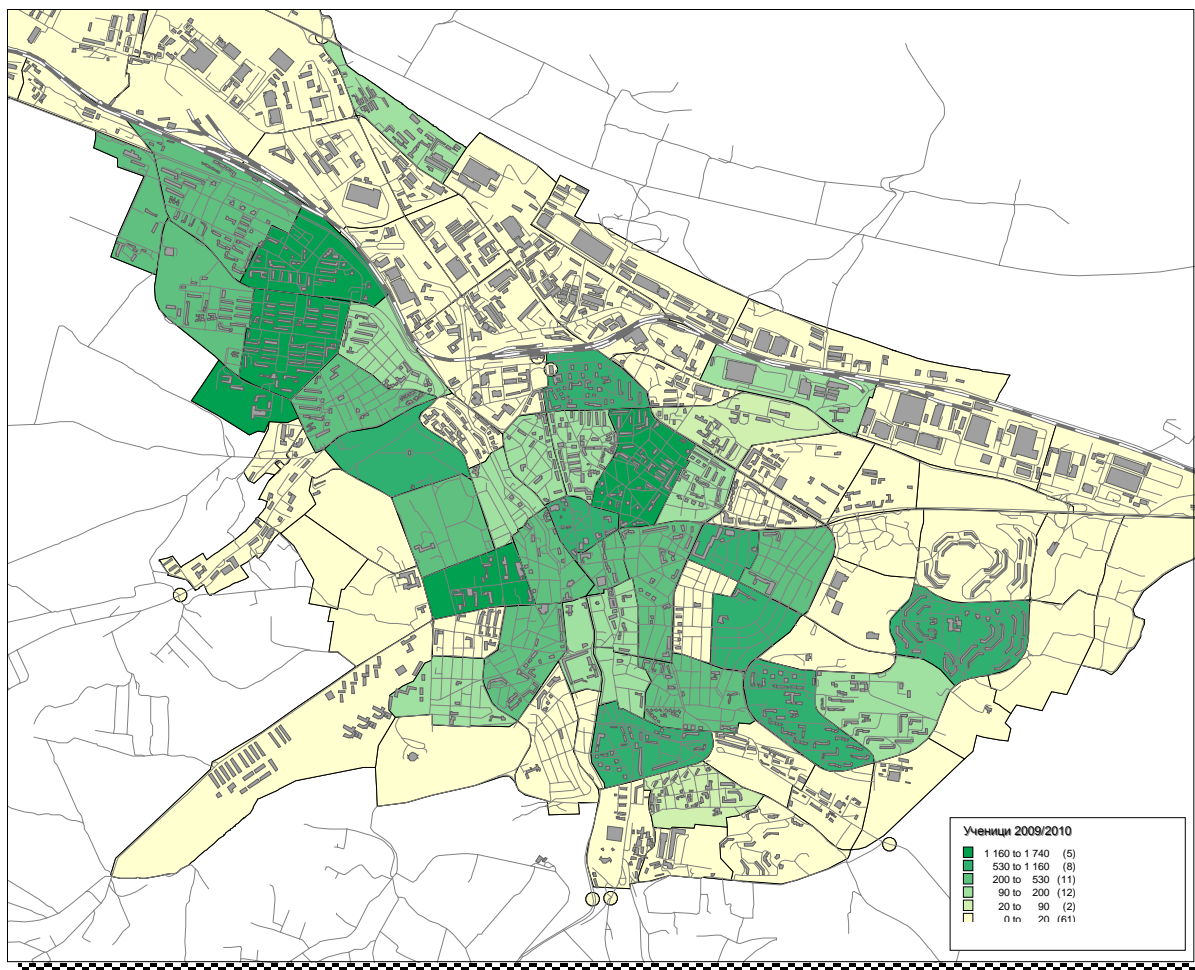 Ученици 2009/2010
1 160 to 1 740 (5)
530 to 1 160 (8)
200 to 530 (11)
90 to 200 (12)
20 to 90 (2)
0 to 20 (61)